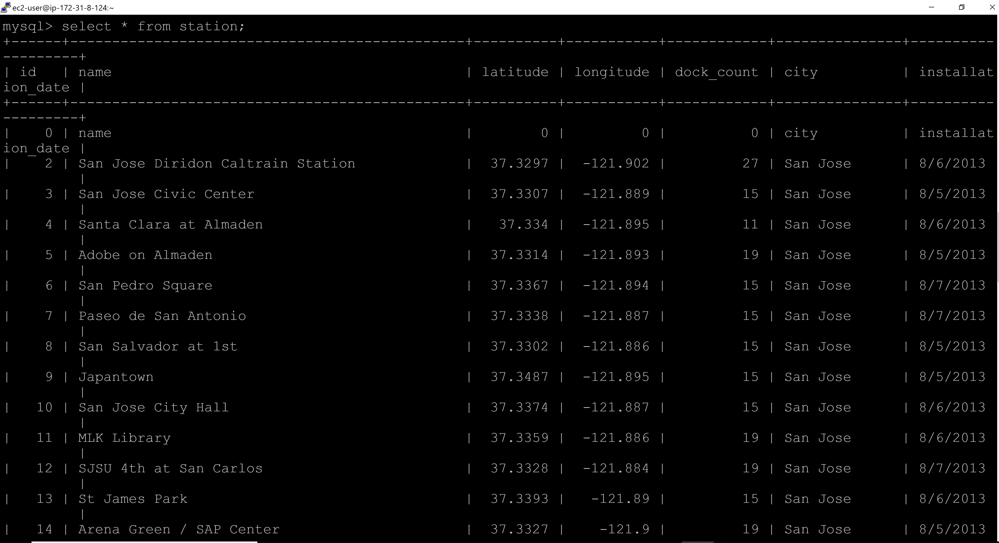 ec2-user@ip-172-31-8-124:~
mysql> select * from station;
+------+-----------------------------------------------+----------+-----------+------------+---------------+----------
---------+
| id   | name                                          | latitude | longitude | dock_count | city          | installat
ion_date |
+------+-----------------------------------------------+----------+-----------+------------+---------------+----------
---------+
|    0 | name                                          |        0 |         0 |          0 | city          | installat
ion_date |
|    2 | San Jose Diridon Caltrain Station             |  37.3297 |  -121.902 |         27 | San Jose      | 8/6/2013
         |
|    3 | San Jose Civic Center                         |  37.3307 |  -121.889 |         15 | San Jose      | 8/5/2013
         |
|    4 | Santa Clara at Almaden                        |   37.334 |  -121.895 |         11 | San Jose      | 8/6/2013
         |
|    5 | Adobe on Almaden                              |  37.3314 |  -121.893 |         19 | San Jose      | 8/5/2013
         |
|    6 | San Pedro Square                              |  37.3367 |  -121.894 |         15 | San Jose      | 8/7/2013
         |
|    7 | Paseo de San Antonio                          |  37.3338 |  -121.887 |         15 | San Jose      | 8/7/2013
         |
|    8 | San Salvador at 1st                           |  37.3302 |  -121.886 |         15 | San Jose      | 8/5/2013
         |
|    9 | Japantown                                     |  37.3487 |  -121.895 |         15 | San Jose      | 8/5/2013
         |
|   10 | San Jose City Hall                            |  37.3374 |  -121.887 |         15 | San Jose      | 8/6/2013
         |
|   11 | MLK Library                                   |  37.3359 |  -121.886 |         19 | San Jose      | 8/6/2013
         |
|   12 | SJSU 4th at San Carlos                        |  37.3328 |  -121.884 |         19 | San Jose      | 8/7/2013
         |
|   13 | St James Park                                 |  37.3393 |   -121.89 |         15 | San Jose      | 8/6/2013
         |
|   14 | Arena Green / SAP Center                      |  37.3327 |    -121.9 |         19 | San Jose      | 8/5/2013